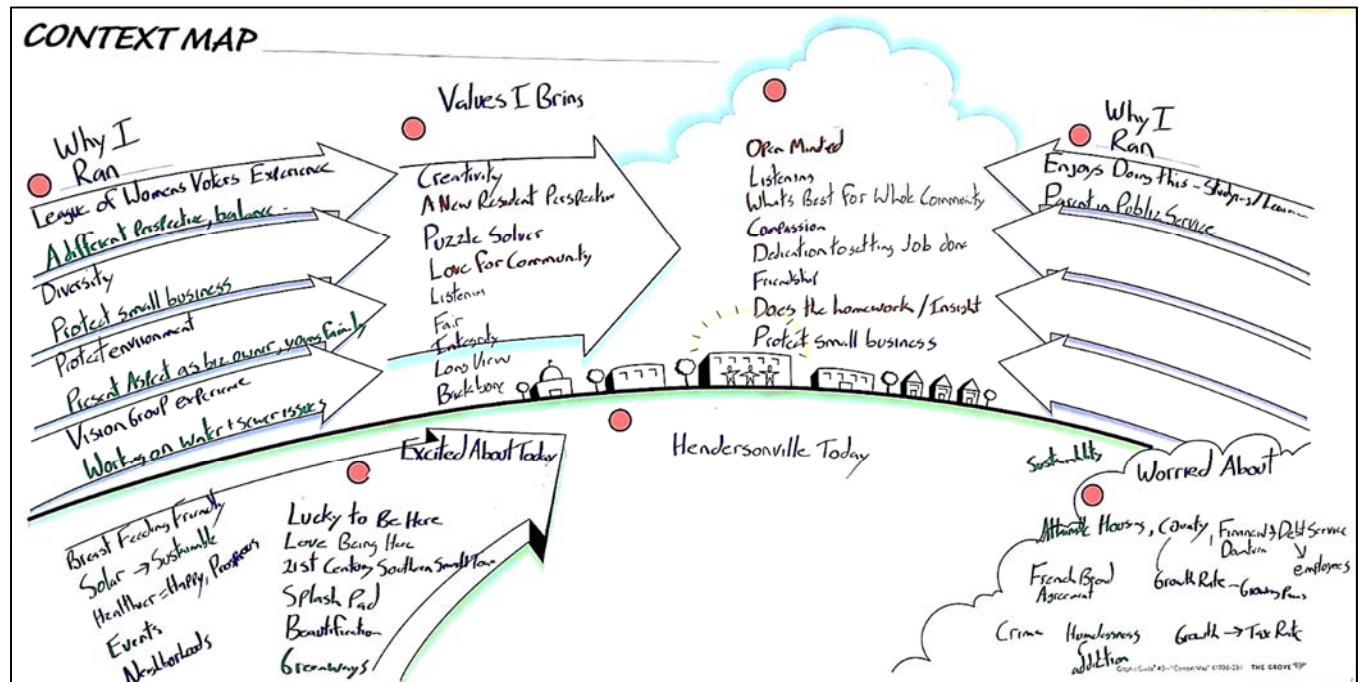 CONTEXT MAP
Why I
Ran
League of Womens Voters Experience
A different Perspective, balance
Diversity
Protect small business
Protect environment
Present Aspect as biz owner, young family
Vision Group experience
Working on water + sewer issues
Values I Bring
Creativity
A New Resident Perspective
Puzzle Solver
Love For Community
Listening
Fair
Integrity
Long View
Backbone
Open Minded
Listening
What's Best For Whole Community
Compassion
Dedication to getting Job done
Friendship
Does the homework / Insight
Protect small business
Why I
Ran
Enjoys Doing this - Studying / Learning
Parent in Public Service
Excited About Today
Breast Feeding Friendly
Solar → Sustainable
Healthier = Happy, Prosperous
Events
Neighborhoods
Lucky to Be Here
Love Being Here
21st Century Southern Small Town
Splash Pad
Beautification
Greenways
Hendersonville Today
Sustainability
Worried About
Housing, County, Financial Debt Service
employees
French Broad
Agreement
Growth Rate - Growing Pains
Crime
Homelessness
addiction
Growth → Tax Rate
THE GROVE